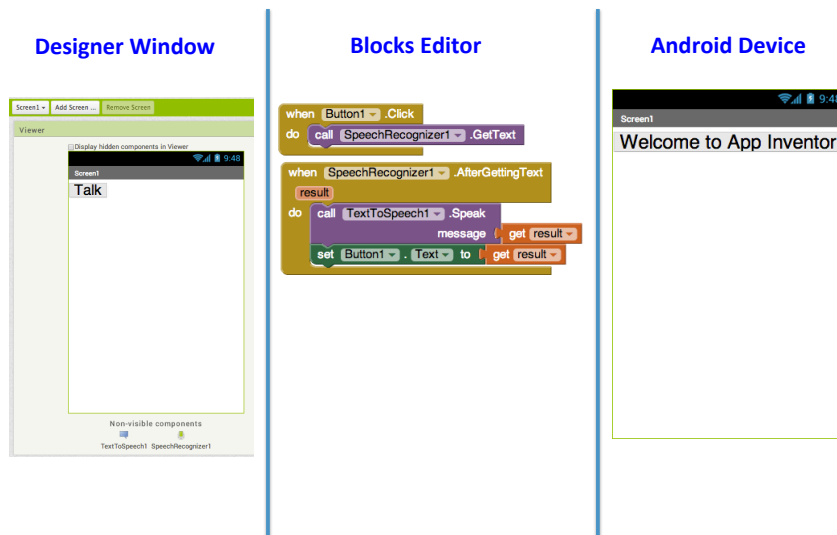 Designer Window
Screen1
Add Screen ...
Remove Screen
Viewer
Display hidden components in Viewer
9:48
Screen1
Talk
Non-visible components
TextToSpeech1 SpeechRecognizer1
Blocks Editor
when Button1 .Click
do call SpeechRecognizer1 .GetText
when SpeechRecognizer1 .AfterGettingText
result
do call TextToSpeech1 .Speak
message get result
set Button1 . Text to get result
Android Device
9:48
Screen1
Welcome to App Inventor